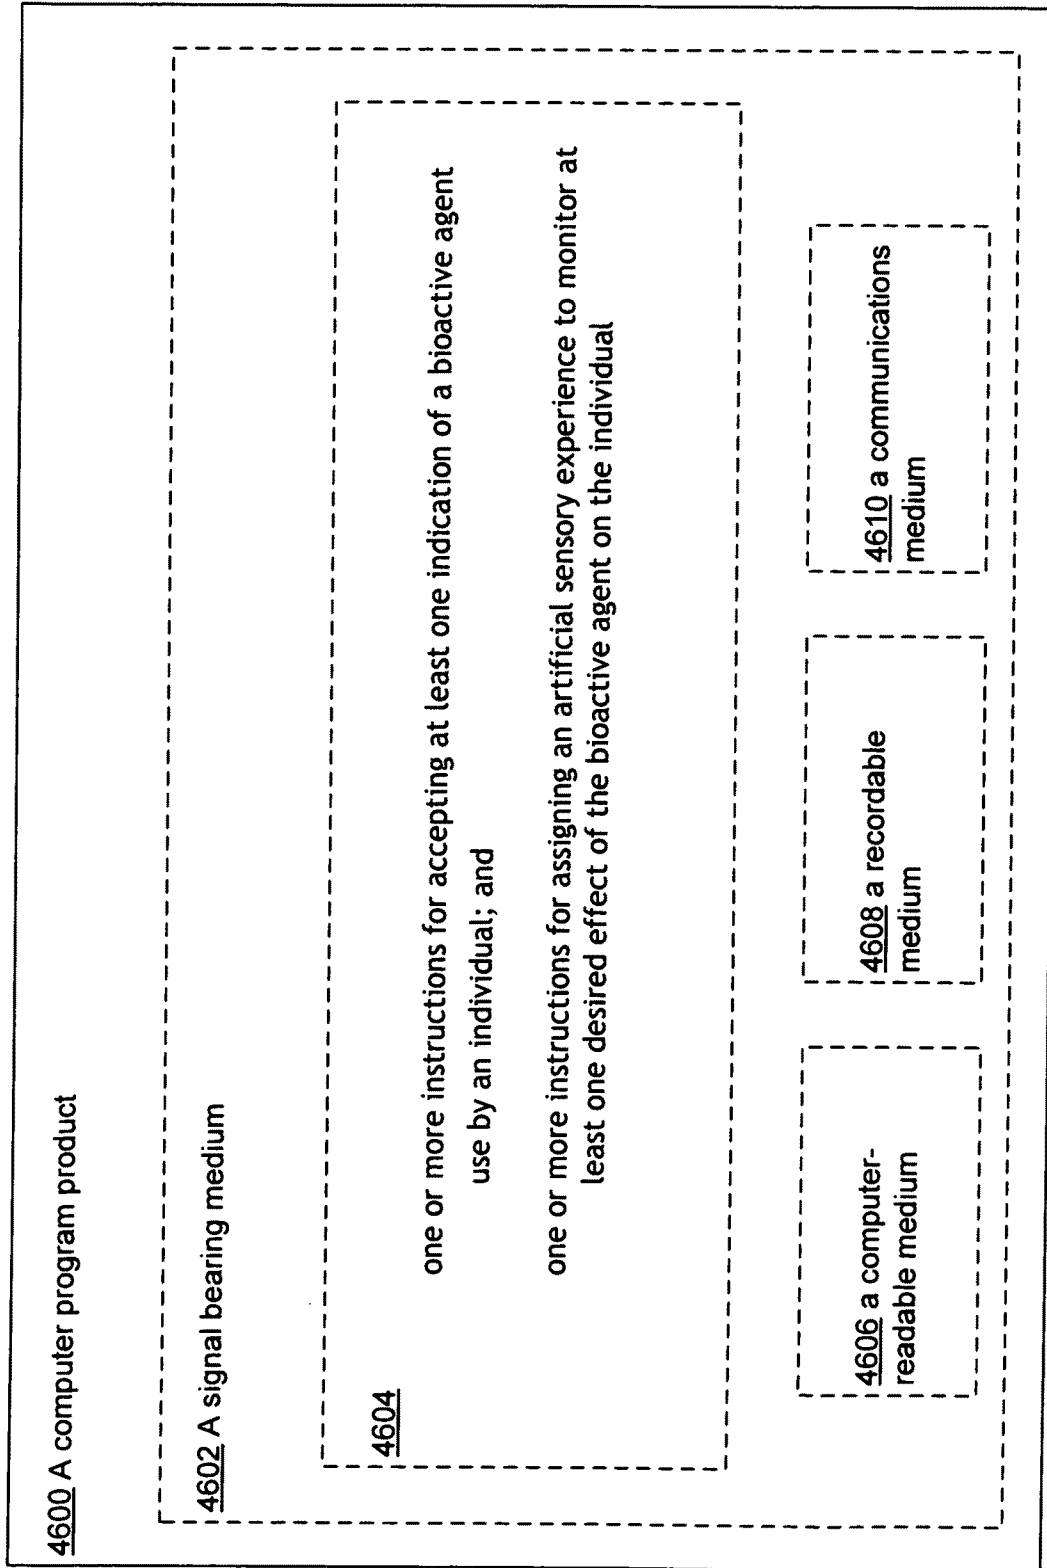 4600 A computer program product
4602 A signal bearing medium
4604
one or more instructions for accepting at least one indication of a bioactive agent
use by an individual; and
one or more instructions for assigning an artificial sensory experience to monitor at
least one desired effect of the bioactive agent on the individual
4606 a computer-
readable medium
4608 a recordable
medium
4610 a communications
medium